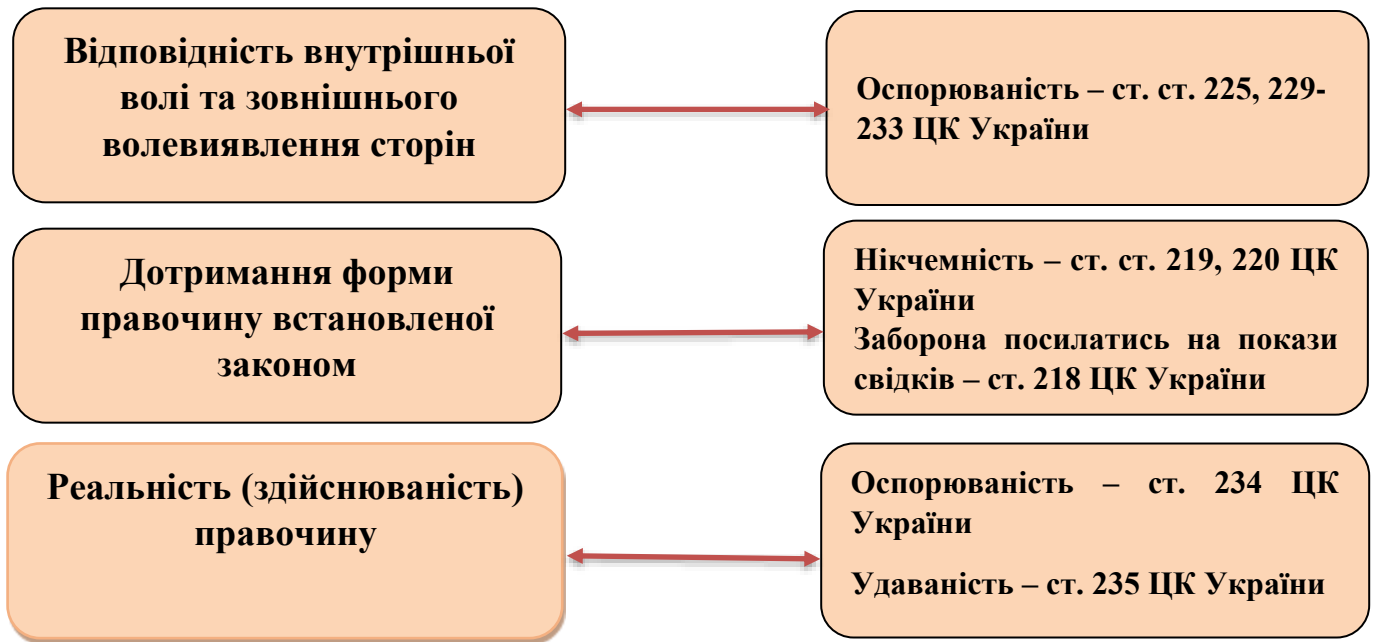 Відповідність внутрішньої
волі та зовнішнього
волевиявлення сторін
Оспорюваність – ст. ст. 225, 229-
233 ЦК України
Дотримання форми
правочину встановленої
законом
Нікчемність – ст. ст. 219, 220 ЦК
України
Заборона посилатись на покази
свідків – ст. 218 ЦК України
Реальність (здійснюваність)
правочину
Оспорюваність – ст. 234 ЦК
України
Удаваність – ст. 235 ЦК України